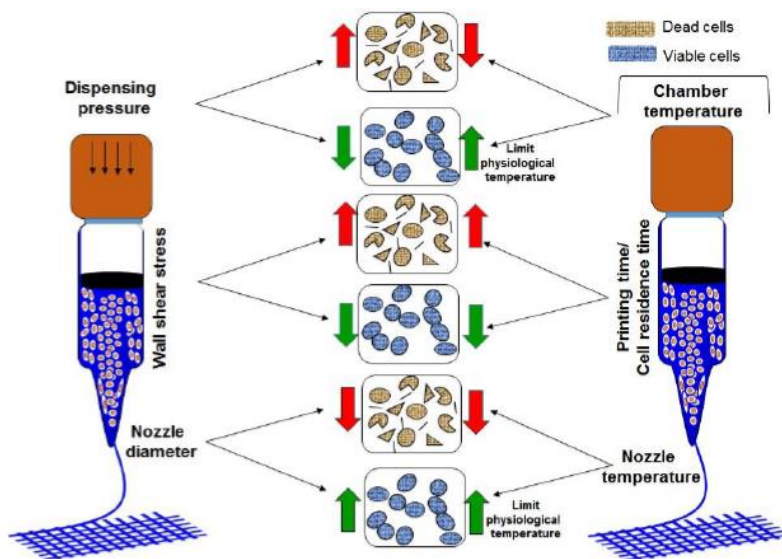 Dead cells
Viable cells
Dispensing
pressure
Chamber
temperature
Limit
physiological
temperature
Wall shear stress
Printing time/
Cell residence time
Nozzle
diameter
Nozzle
temperature
Limit
physiological
temperature